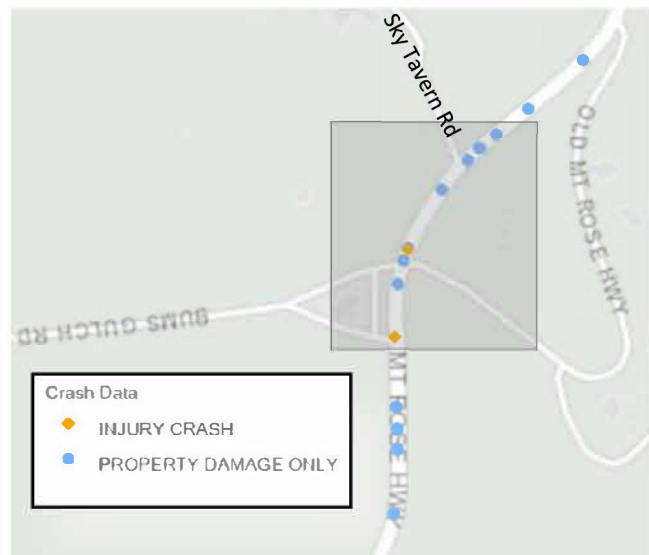 Sky Tavern Rd
OLD MT ROSE HWY
BUMS GULCH RD
MT ROSE HWY
Crash Data
INJURY CRASH
PROPERTY DAMAGE ONLY